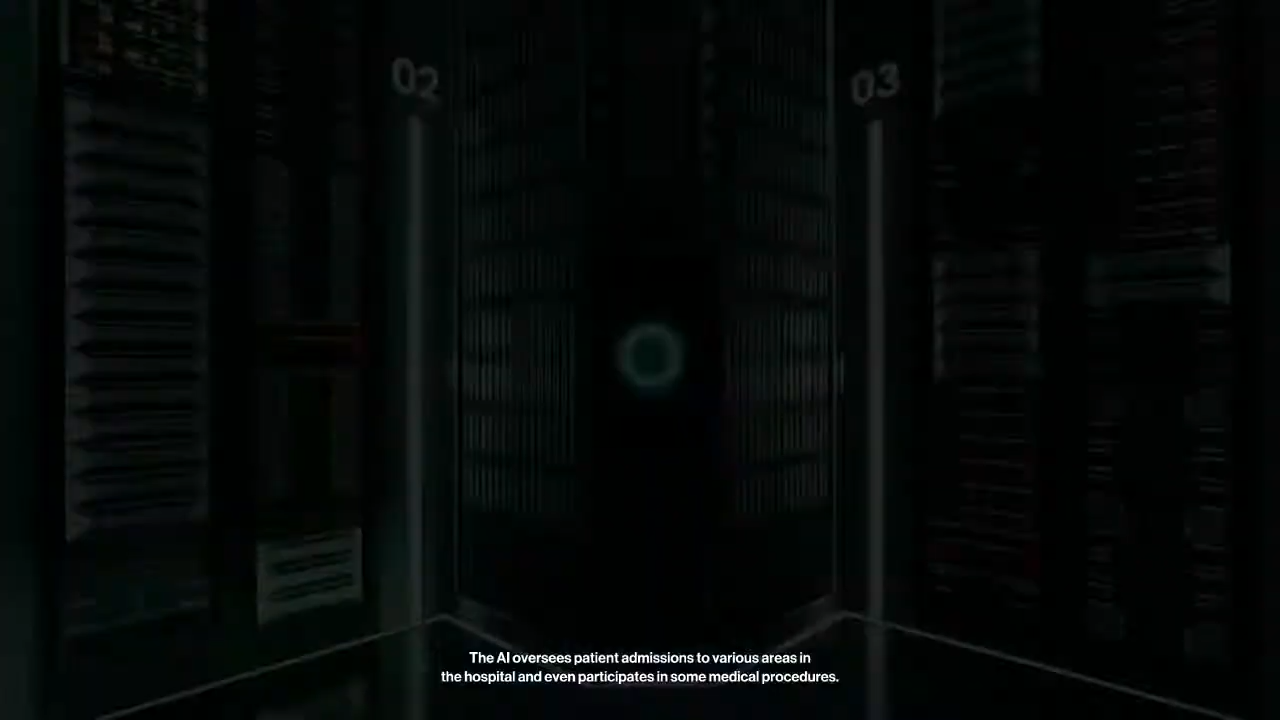 02
03
The AI oversees patient admissions to various areas in
the hospital and even participates in some medical procedures.